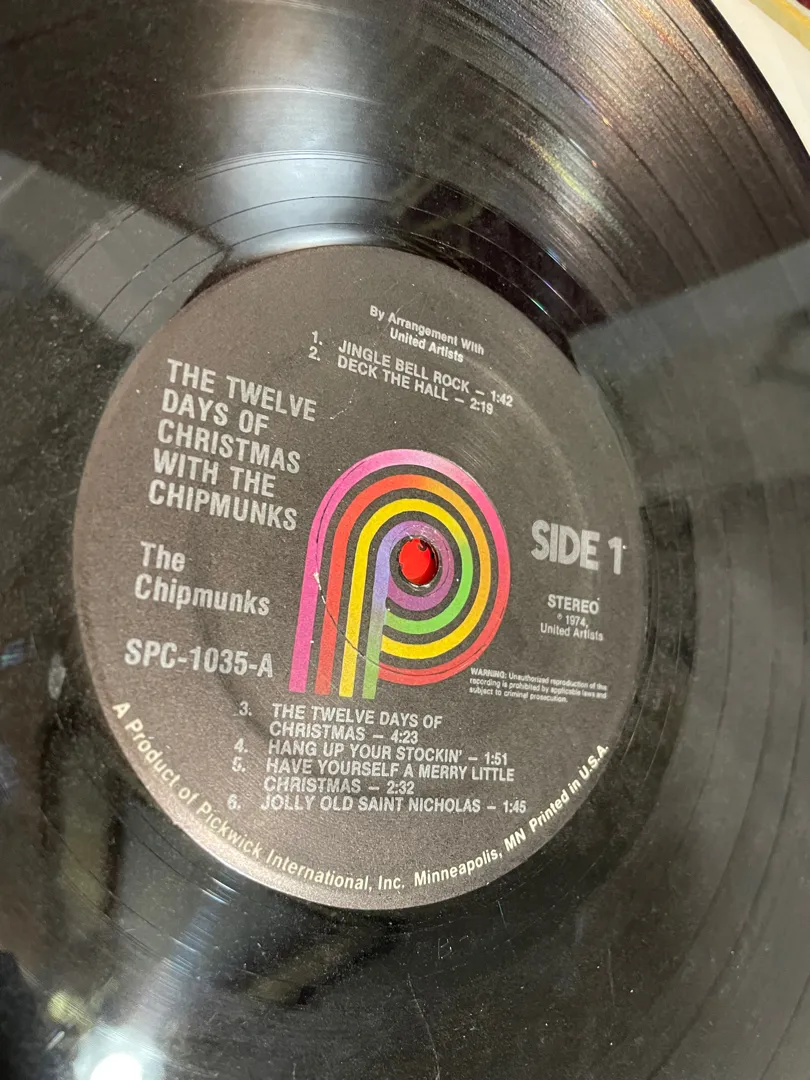 By Arrangement With
United Artists
1. JINGLE BELL ROCK – 1:42
2. DECK THE HALL – 2:19
THE TWELVE
DAYS OF
CHRISTMAS
WITH THE
CHIPMUNKS
The
Chipmunks
SPC-1035-A
SIDE 1
STEREO
℗ 1974,
United Artists
WARNING: Unauthorized reproduction of this
recording is prohibited by applicable laws and
subject to criminal prosecution.
3. THE TWELVE DAYS OF
CHRISTMAS – 4:23
4. HANG UP YOUR STOCKIN' – 1:51
5. HAVE YOURSELF A MERRY LITTLE
CHRISTMAS – 2:32
6. JOLLY OLD SAINT NICHOLAS – 1:45
A Product of Pickwick International, Inc. Minneapolis, MN Printed in U.S.A.